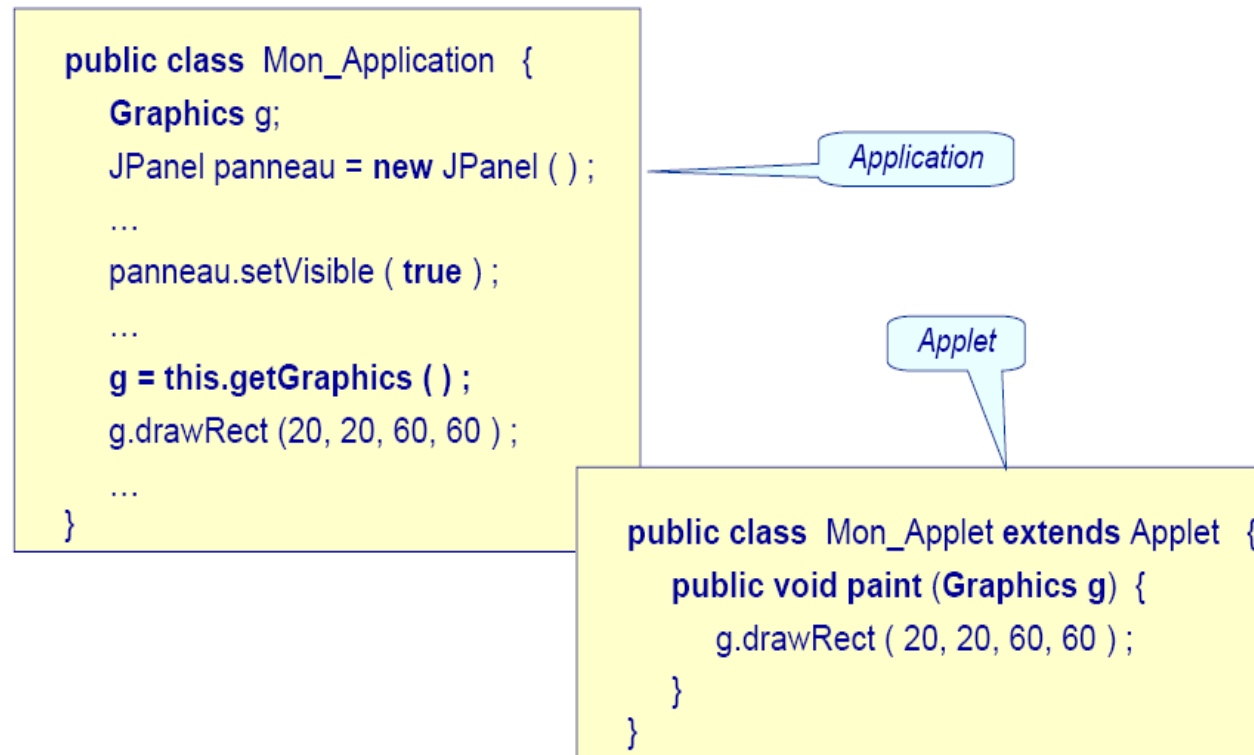 public class Mon_Application {
Graphics g;
JPanel panneau = new JPanel ( ) ;
…
panneau.setVisible ( true ) ;
…
g = this.getGraphics ( ) ;
g.drawRect (20, 20, 60, 60 ) ;
…
}
Application
Applet
public class Mon_Applet extends Applet {
public void paint (Graphics g) {
g.drawRect ( 20, 20, 60, 60 ) ;
}
}